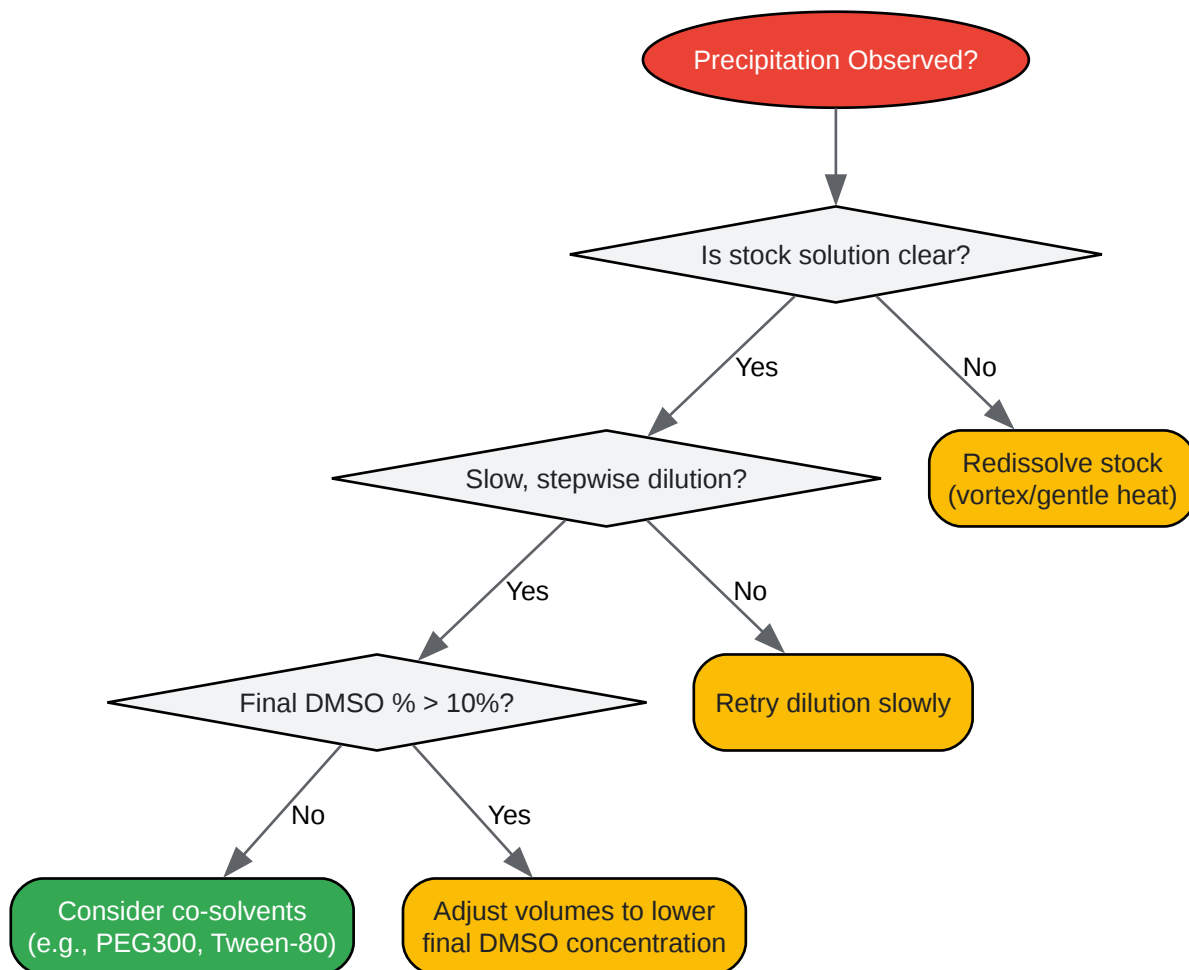 Precipitation Observed?
Is stock solution clear?
Yes
No
Slow, stepwise dilution?
Redissolve stock
(vortex/gentle heat)
Yes
No
Final DMSO % > 10%?
Retry dilution slowly
No
Yes
Consider co-solvents
(e.g., PEG300, Tween-80)
Adjust volumes to lower
final DMSO concentration